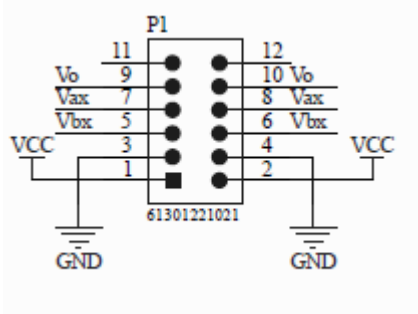 P1
11 12
Vo 9 10 Vo
Vax 7 8 Vax
Vbx 5 6 Vbx
VCC 3 4 VCC
1 2
61301221021
GND GND